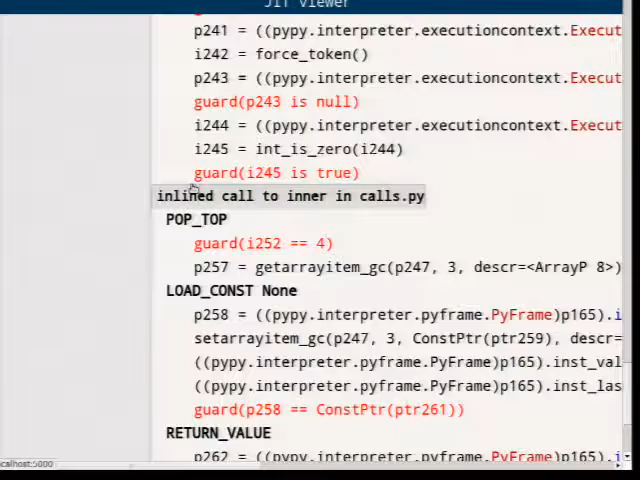 JIT Viewer
p241 = ((pypy.interpreter.executioncontext.Execut
i242 = force_token()
p243 = ((pypy.interpreter.executioncontext.Execut
guard(p243 is null)
i244 = ((pypy.interpreter.executioncontext.Execut
i245 = int_is_zero(i244)
guard(i245 is true)
inlined call to inner in calls.py
POP_TOP
guard(i252 == 4)
p257 = getarrayitem_gc(p247, 3, descr=<ArrayP 8>)
LOAD_CONST None
p258 = ((pypy.interpreter.pyframe.PyFrame)p165).i
setarrayitem_gc(p247, 3, ConstPtr(ptr259), descr=
((pypy.interpreter.pyframe.PyFrame)p165).inst_val
((pypy.interpreter.pyframe.PyFrame)p165).inst_las
guard(p258 == ConstPtr(ptr261))
RETURN_VALUE
p262 = ((pypy.interpreter.pyframe.PyFrame)p165).i
calhost:5000